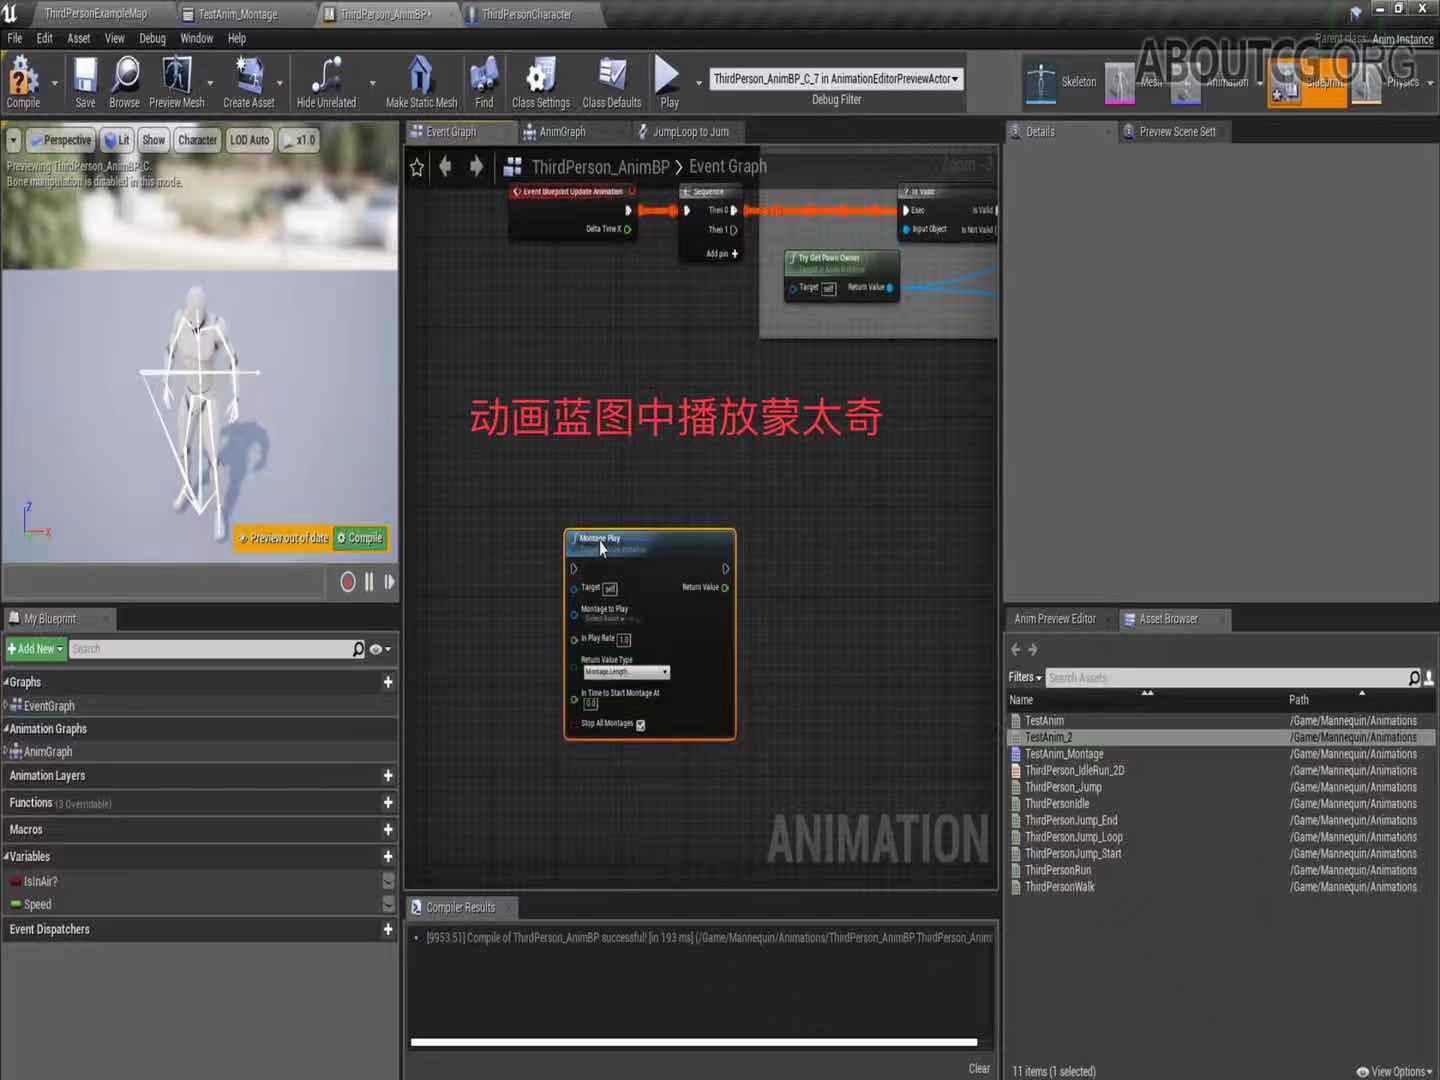 ThirdPersonExampleMap
TestAnim_Montage
ThirdPerson_AnimBP*
ThirdPersonCharacter
File Edit Asset View Debug Window Help
Parent class: Anim Instance
ABOUTCG.ORG
Compile
Save
Browse
Preview Mesh
Create Asset
Hide Unrelated
Make Static Mesh
Find
Class Settings
Class Defaults
Play
ThirdPerson_AnimBP_C_7 in AnimationEditorPreviewActor
Debug Filter
Skeleton
Mesh
Animation
Blueprint
Physics
Perspective
Lit
Show
Character
LOD Auto
x1.0
Previewing ThirdPerson_AnimBP_C.
Bone manipulation is disabled in this mode.
Z
X
Preview out of date
Compile
Event Graph
AnimGraph
JumpLoop to Jum
ThirdPerson_AnimBP > Event Graph
Zoom -3
Event Blueprint Update Animation
Delta Time X
Sequence
Then 0
Then 1
Add pin +
? Is Valid
Exec
Is Valid
Input Object
Is Not Valid
Try Get Pawn Owner
Target is Anim Instance
Target self
Return Value
动画蓝图中播放蒙太奇
Montage Play
Target self
Return Value
Montage to Play
Select Asset
In Play Rate 1.0
Return Value Type
Montage Length
In Time to Start Montage At
0.0
Stop All Montages
ANIMATION
My Blueprint
+Add New
Search
Graphs
EventGraph
Animation Graphs
AnimGraph
Animation Layers
Functions (3 Overridable)
Macros
Variables
IsInAir?
Speed
Event Dispatchers
Compiler Results
[9953.51] Compile of ThirdPerson_AnimBP successful! [in 193 ms] (/Game/Mannequin/Animations/ThirdPerson_AnimBP.ThirdPerson_Anim
Clear
Details
Preview Scene Sett
Anim Preview Editor
Asset Browser
Filters
Search Assets
Name Path
TestAnim /Game/Mannequin/Animations
TestAnim_2 /Game/Mannequin/Animations
TestAnim_Montage /Game/Mannequin/Animations
ThirdPerson_IdleRun_2D /Game/Mannequin/Animations
ThirdPerson_Jump /Game/Mannequin/Animations
ThirdPersonIdle /Game/Mannequin/Animations
ThirdPersonJump_End /Game/Mannequin/Animations
ThirdPersonJump_Loop /Game/Mannequin/Animations
ThirdPersonJump_Start /Game/Mannequin/Animations
ThirdPersonRun /Game/Mannequin/Animations
ThirdPersonWalk /Game/Mannequin/Animations
11 items (1 selected)
View Options